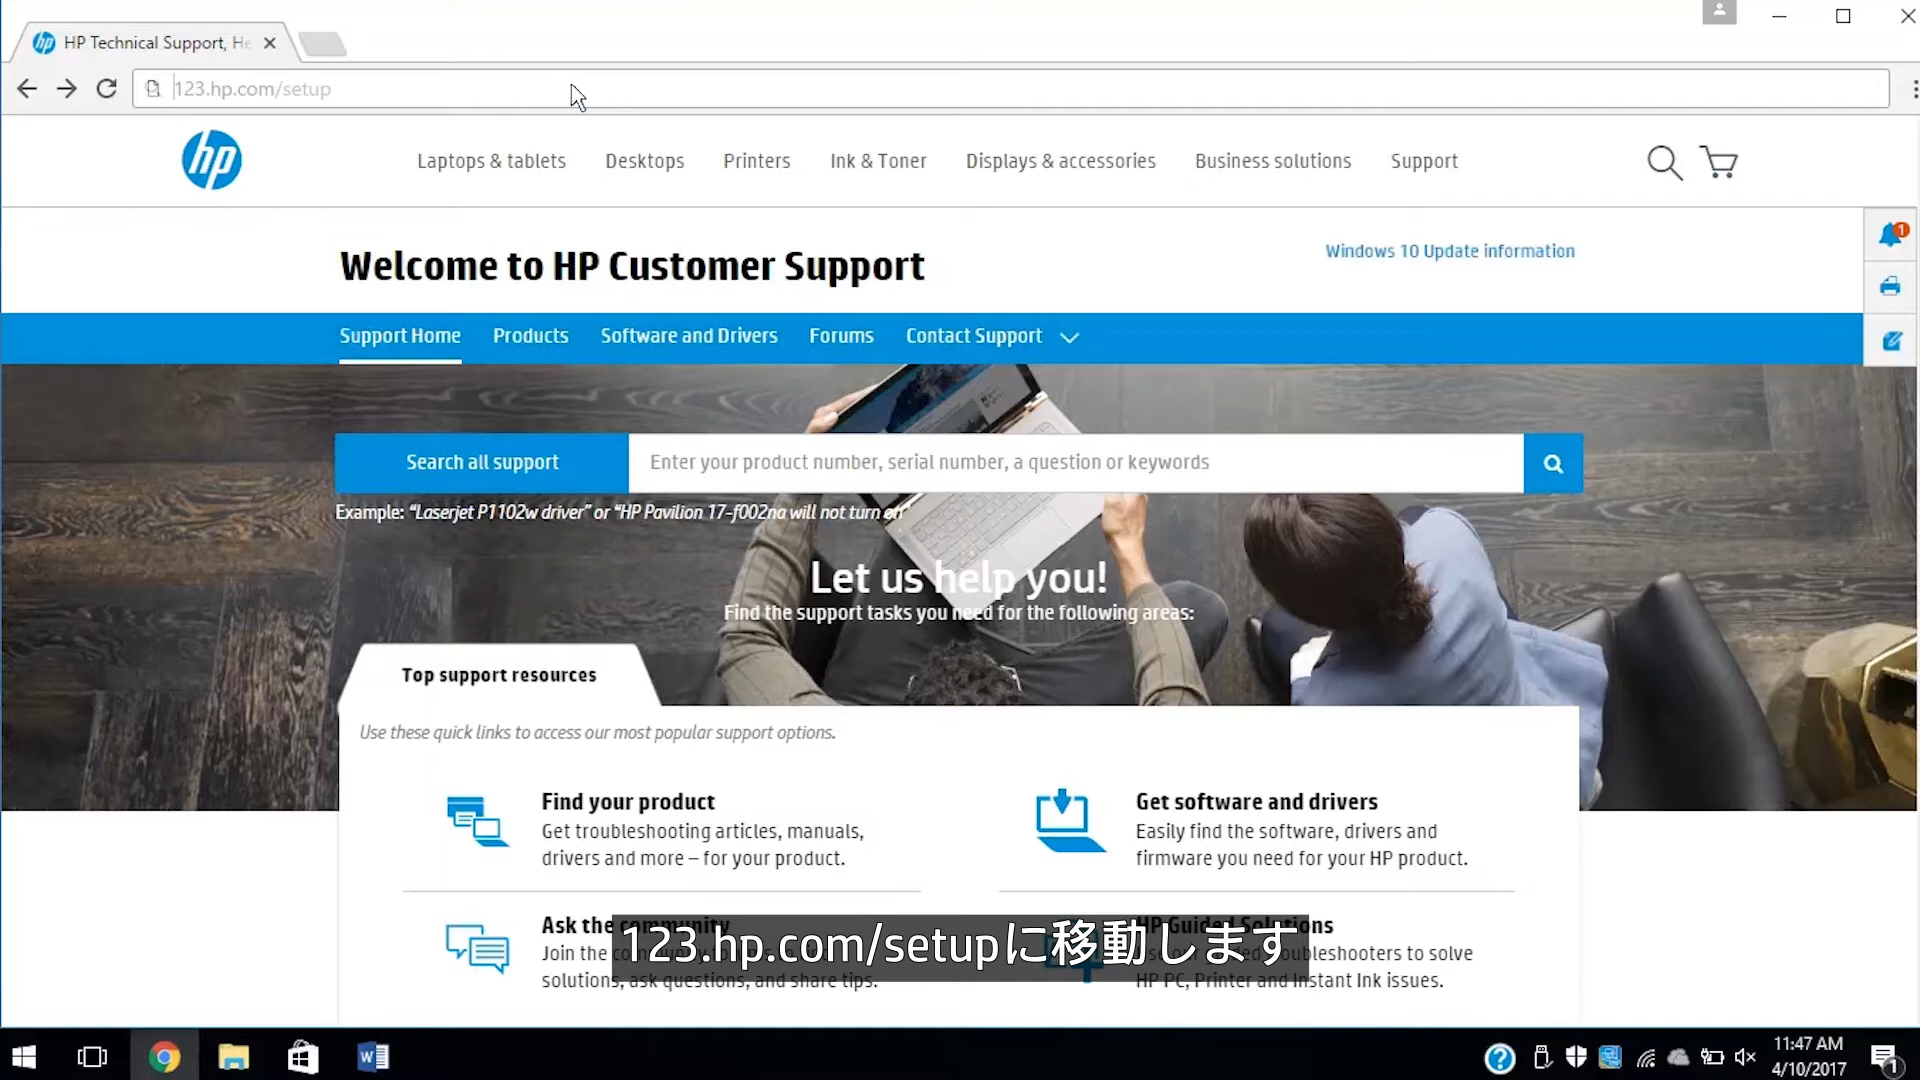 HP Technical Support, He
123.hp.com/setup
hp
Laptops & tablets
Desktops
Printers
Ink & Toner
Displays & accessories
Business solutions
Support
Welcome to HP Customer Support
Windows 10 Update information
1
Support Home
Products
Software and Drivers
Forums
Contact Support
Search all support
Enter your product number, serial number, a question or keywords
Example: “Laserjet P1102w driver” or “HP Pavilion 17-f002na will not turn on”
Let us help you!
Find the support tasks you need for the following areas:
Top support resources
Use these quick links to access our most popular support options.
Find your product
Get troubleshooting articles, manuals,
drivers and more – for your product.
Get software and drivers
Easily find the software, drivers and
firmware you need for your HP product.
Ask the community
Join the
solutions, ask questions, and share tips.
HP Guided Solutions
troubleshooters to solve
HP PC, Printer and Instant Ink issues.
123.hp.com/setupに移動します
11:47 AM
4/10/2017
1